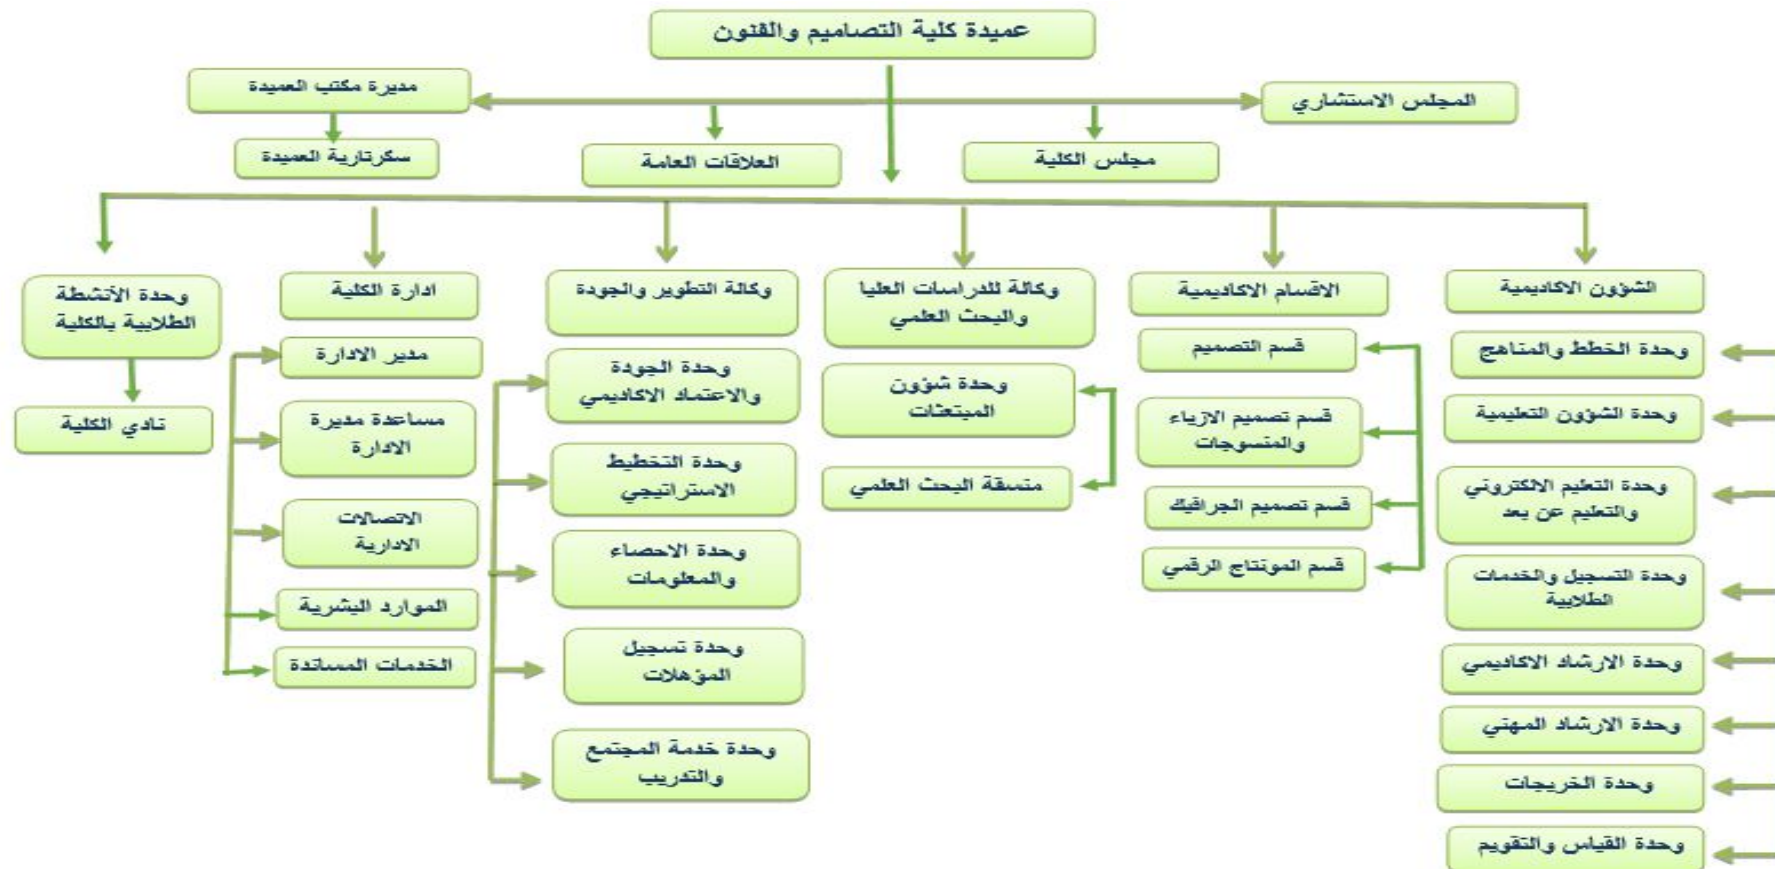 عميدة كلية التصاميم والفنون
المجلس الاستشاري
مديرة مكتب العميدة
مجلس الكلية
العلاقات العامة
سكرتارية العميدة
الشؤون الاكاديمية
وحدة الخطط والمناهج
وحدة الشؤون التعليمية
وحدة التعليم الالكتروني
والتعليم عن بعد
وحدة التسجيل والخدمات
الطلابية
وحدة الارشاد الاكاديمي
وحدة الارشاد المهني
وحدة الخريجات
وحدة القياس والتقويم
الاقسام الاكاديمية
قسم التصميم
قسم تصميم الازياء
والمنسوجات
قسم تصميم الجرافيك
قسم المونتاج الرقمي
وكالة للدراسات العليا
والبحث العلمي
وحدة شؤون
المبتعثات
منسقة البحث العلمي
وكالة التطوير والجودة
وحدة الجودة
والاعتماد الاكاديمي
وحدة التخطيط
الاستراتيجي
وحدة الاحصاء
والمعلومات
وحدة تسجيل
المؤهلات
وحدة خدمة المجتمع
والتدريب
ادارة الكلية
مدير الادارة
مساعدة مديرة
الادارة
الاتصالات
الادارية
الموارد البشرية
الخدمات المساندة
وحدة الأنشطة
الطلابية بالكلية
نادي الكلية